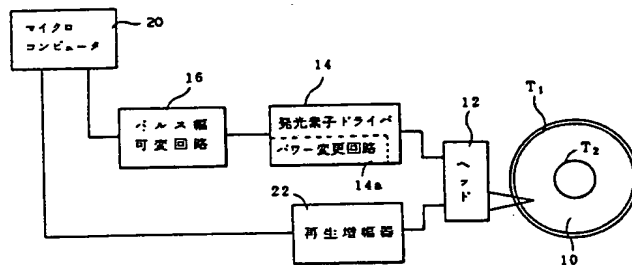 マイクロ
コンピュータ
20
16
パルス幅
可変回路
14
発光素子ドライバ
パワー変更回路
14a
12
ヘッド
T₁
T₂
10
22
再生増幅器